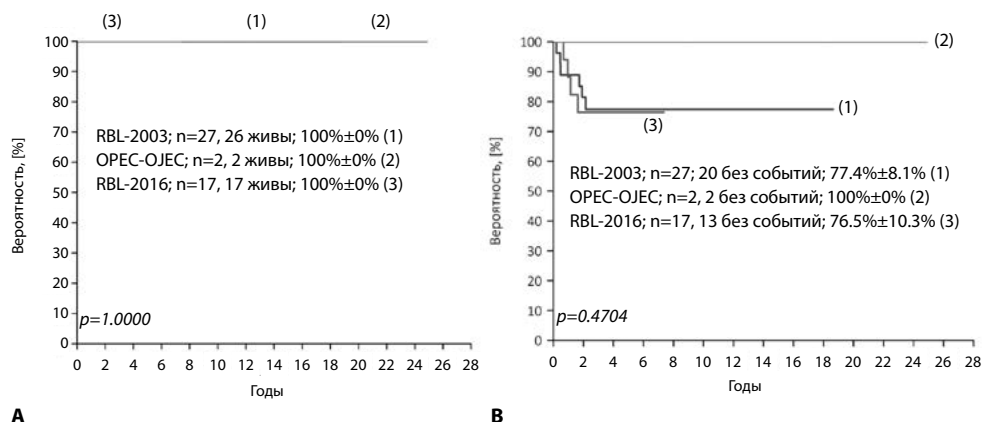 (3) (1) (2)
100
90
80
70
60
50
40
30
20
10
0
Вероятность, [%]
RBL-2003; n=27, 26 живы; 100%±0% (1)
OPEC-OJEC; n=2, 2 живы; 100%±0% (2)
RBL-2016; n=17, 17 живы; 100%±0% (3)
p=1.0000
0 2 4 6 8 10 12 14 16 18 20 22 24 26 28
Годы
A
100
90
80
70
60
50
40
30
20
10
0
Вероятность, [%]
(2)
(1)
(3)
RBL-2003; n=27; 20 без событий; 77.4%±8.1% (1)
OPEC-OJEC; n=2, 2 без событий; 100%±0% (2)
RBL-2016; n=17, 13 без событий; 76.5%±10.3% (3)
p=0.4704
0 2 4 6 8 10 12 14 16 18 20 22 24 26 28
Годы
B